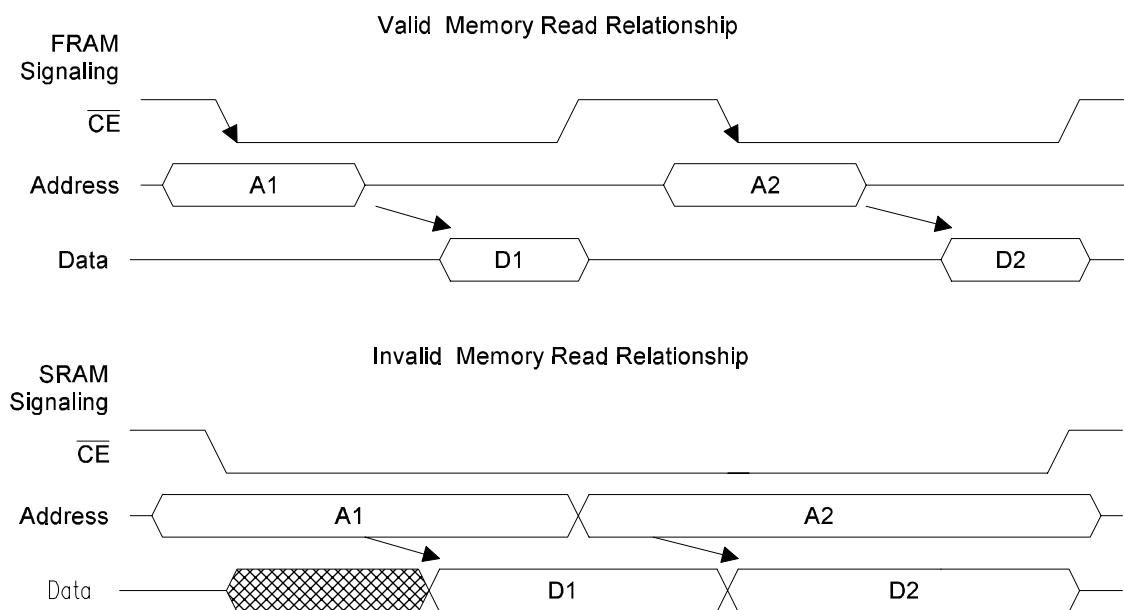 Valid Memory Read Relationship
FRAM
Signaling
CE
Address
A1
A2
Data
D1
D2
Invalid Memory Read Relationship
SRAM
Signaling
CE
Address
A1
A2
Data
D1
D2